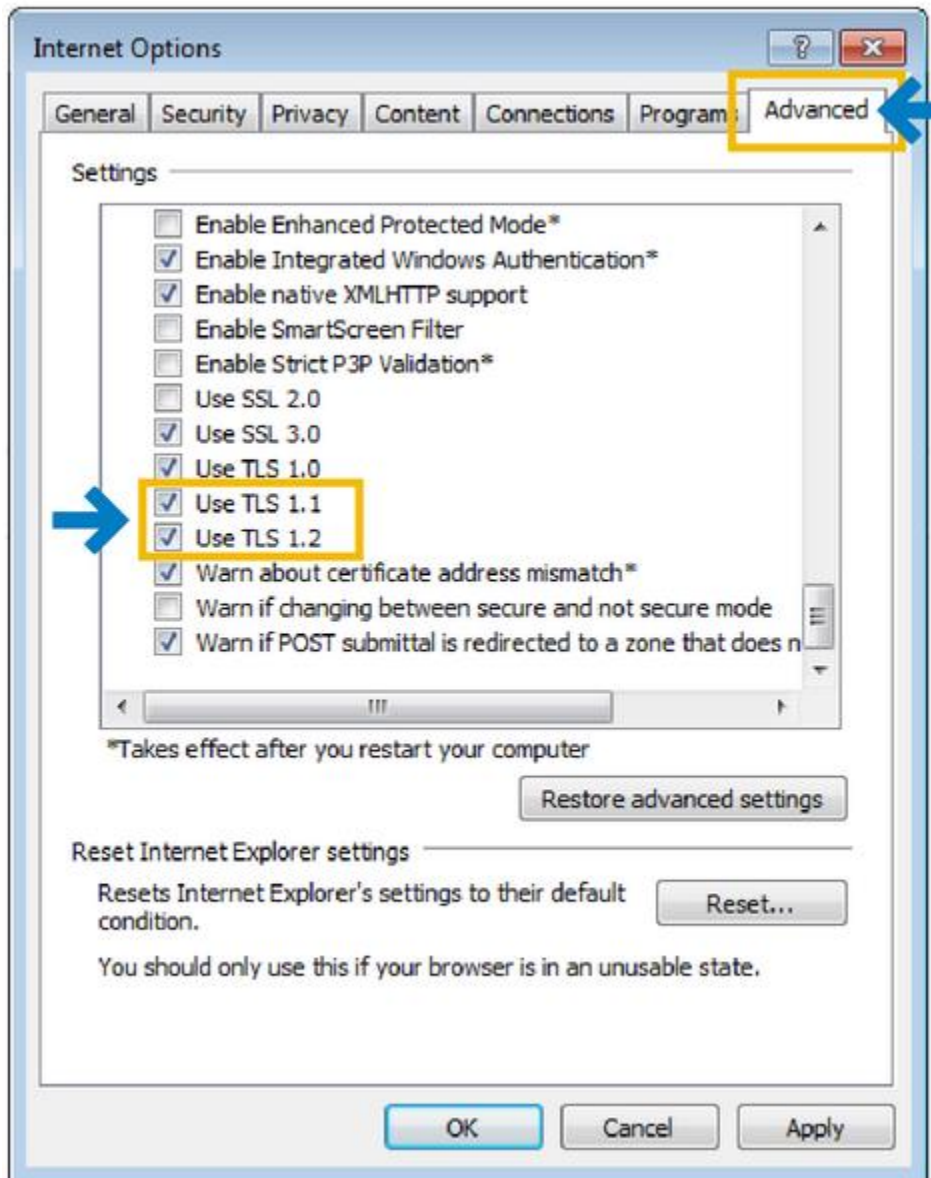 Internet Options
General Security Privacy Content Connections Programs Advanced
Settings
Enable Enhanced Protected Mode*
Enable Integrated Windows Authentication*
Enable native XMLHTTP support
Enable SmartScreen Filter
Enable Strict P3P Validation*
Use SSL 2.0
Use SSL 3.0
Use TLS 1.0
Use TLS 1.1
Use TLS 1.2
Warn about certificate address mismatch*
Warn if changing between secure and not secure mode
Warn if POST submittal is redirected to a zone that does n
*Takes effect after you restart your computer
Restore advanced settings
Reset Internet Explorer settings
Resets Internet Explorer's settings to their default
condition.
Reset...
You should only use this if your browser is in an unusable state.
OK Cancel Apply